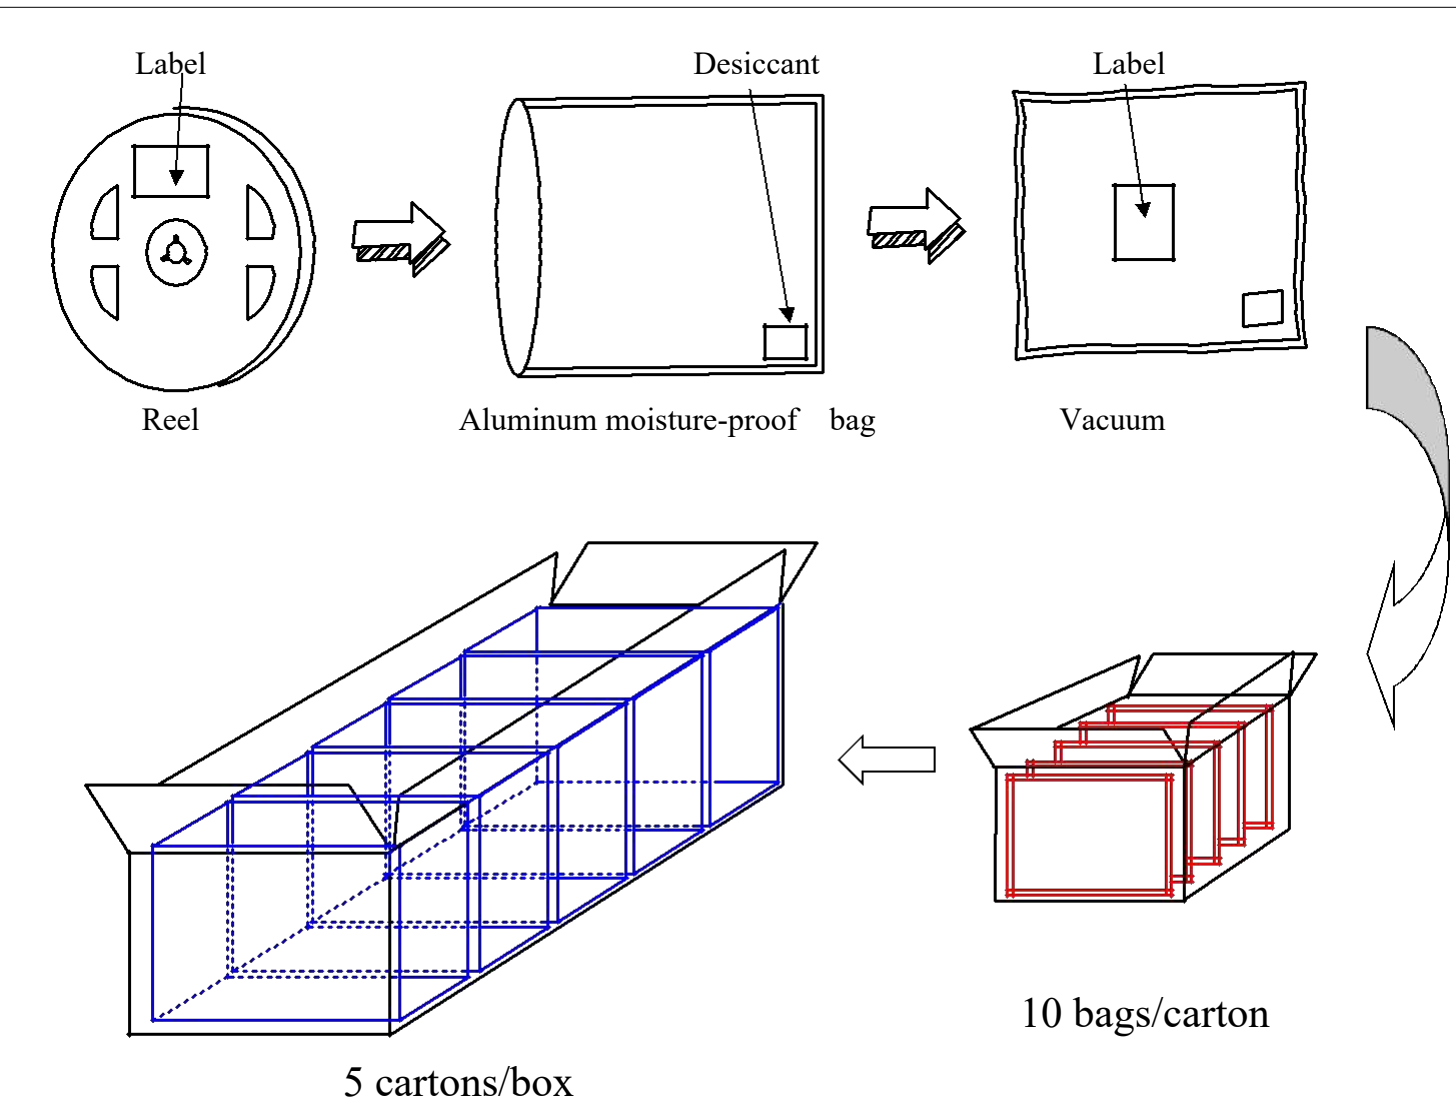 Label
Desiccant
Label
Reel
Aluminum moisture-proof bag
Vacuum
10 bags/carton
5 cartons/box